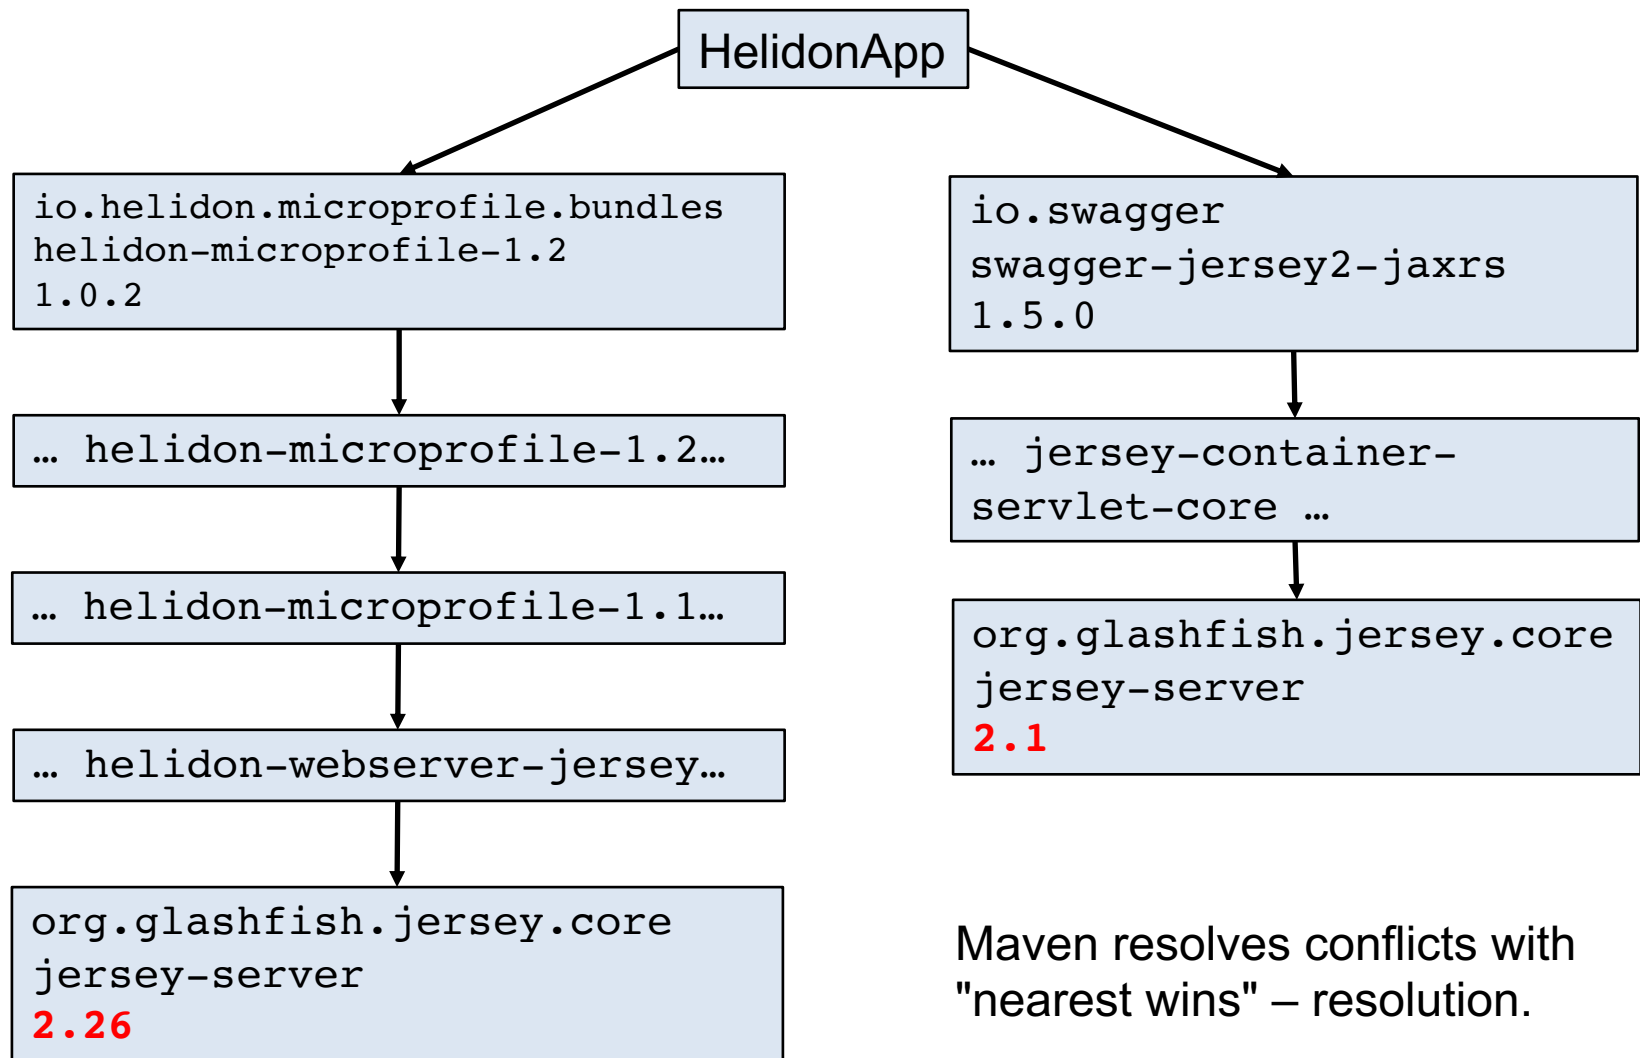 HelidonApp
io.helidon.microprofile.bundles
helidon-microprofile-1.2
1.0.2
… helidon-microprofile-1.2…
… helidon-microprofile-1.1…
… helidon-webserver-jersey…
org.glashfish.jersey.core
jersey-server
2.26
io.swagger
swagger-jersey2-jaxrs
1.5.0
… jersey-container-
servlet-core …
org.glashfish.jersey.core
jersey-server
2.1
Maven resolves conflicts with
"nearest wins" – resolution.